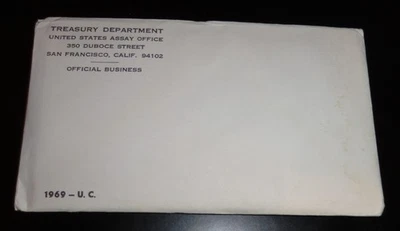 TREASURY DEPARTMENT
UNITED STATES ASSAY OFFICE
350 DUBOCE STREET
SAN FRANCISCO, CALIF. 94102
OFFICIAL BUSINESS
1969 – U. C.